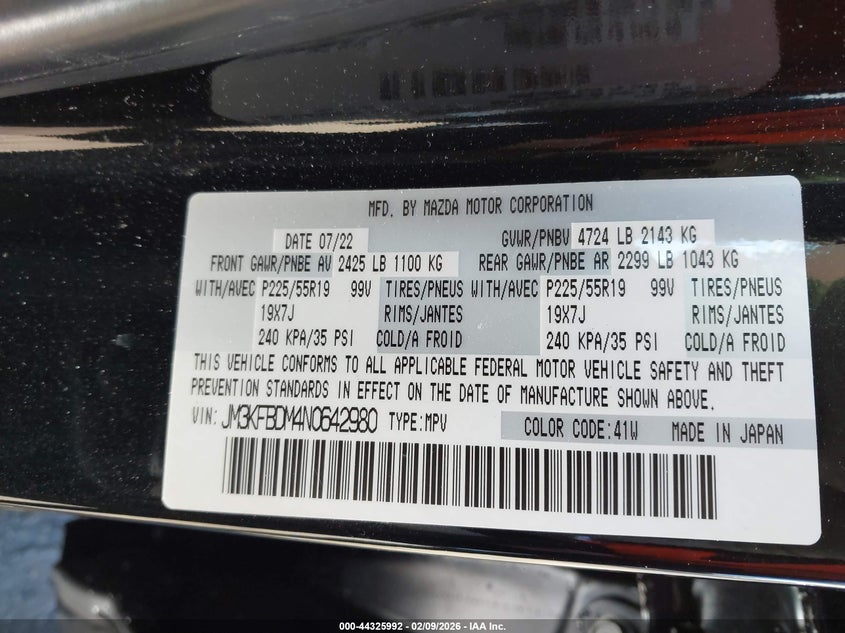 MFD. BY MAZDA MOTOR CORPORATION
DATE 07/22 GVWR/PNBV 4724 LB 2143 KG
FRONT GAWR/PNBE AV 2425 LB 1100 KG REAR GAWR/PNBE AR 2299 LB 1043 KG
WITH/AVEC P225/55R19 99V TIRES/PNEUS WITH/AVEC P225/55R19 99V TIRES/PNEUS
19X7J RIMS/JANTES 19X7J RIMS/JANTES
240 KPA/35 PSI COLD/A FROID 240 KPA/35 PSI COLD/A FROID
THIS VEHICLE CONFORMS TO ALL APPLICABLE FEDERAL MOTOR VEHICLE SAFETY AND THEFT
PREVENTION STANDARDS IN EFFECT ON THE DATE OF MANUFACTURE SHOWN ABOVE.
VIN: JM3KFBDM4N0642980 TYPE:MPV COLOR CODE:41W MADE IN JAPAN
000-44325992 - 02/09/2026 - IAA Inc.